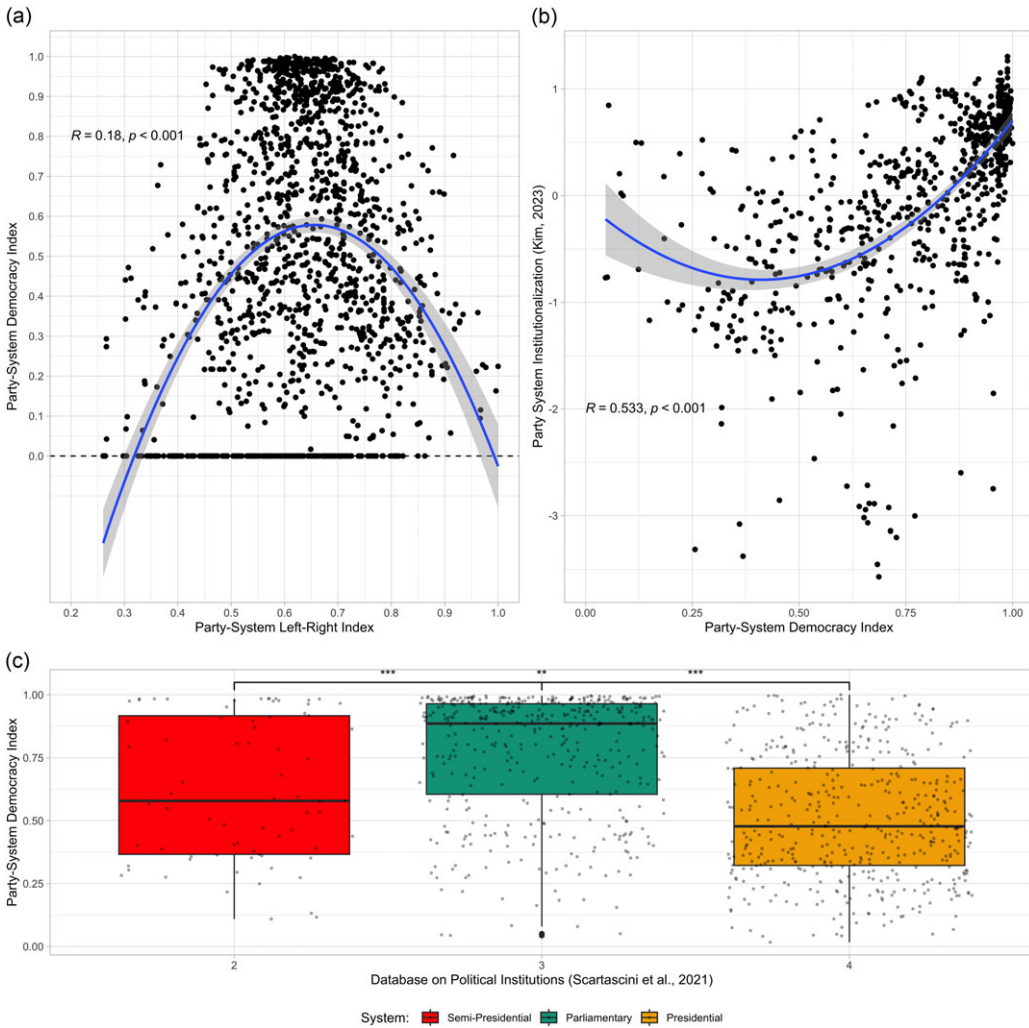 (a)
Party-System Democracy Index
1.0
0.9
0.8
0.7
0.6
0.5
0.4
0.3
0.2
0.1
0.0
R = 0.18, p < 0.001
0.2 0.3 0.4 0.5 0.6 0.7 0.8 0.9 1.0
Party-System Left-Right Index
(b)
Party System Institutionalization (Kim, 2023)
1
0
-1
-2
-3
R = 0.533, p < 0.001
0.00 0.25 0.50 0.75 1.00
Party-System Democracy Index
(c)
Party-System Democracy Index
*** ** ***
1.00
0.75
0.50
0.25
0.00
2 3 4
Database on Political Institutions (Scartascini et al., 2021)
System: Semi-Presidential Parliamentary Presidential